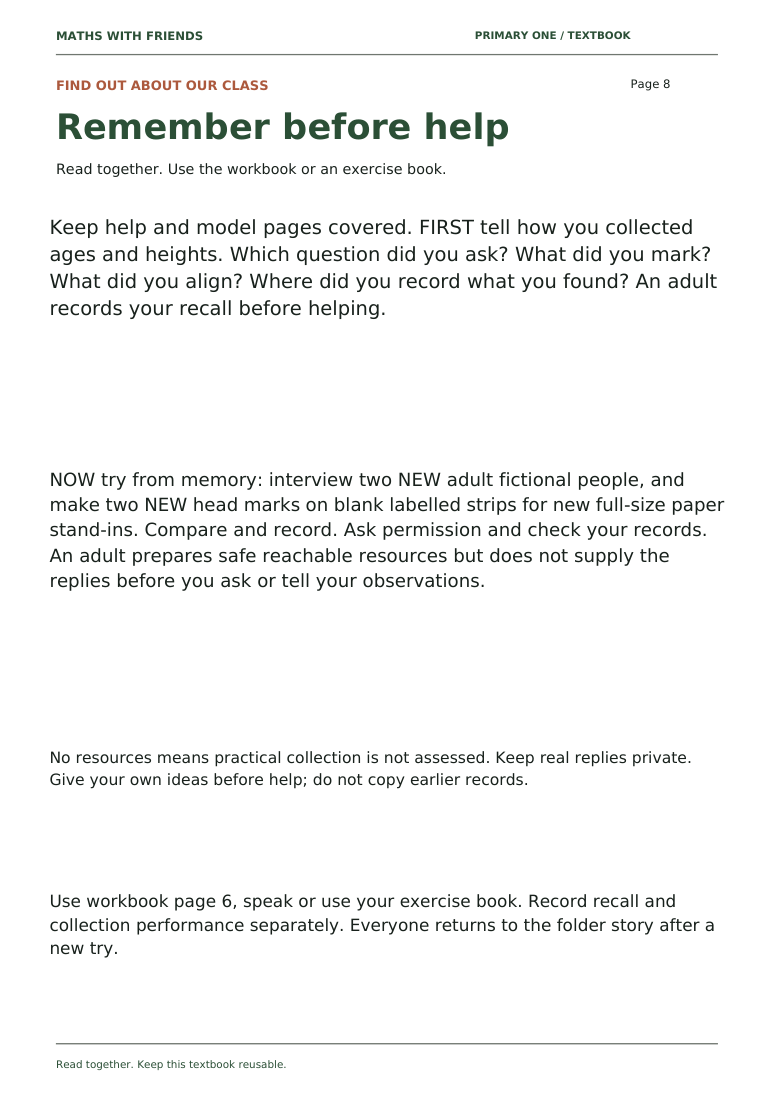 MATHS WITH FRIENDS
PRIMARY ONE / TEXTBOOK
FIND OUT ABOUT OUR CLASS
Page 8
Remember before help
Read together. Use the workbook or an exercise book.
Keep help and model pages covered. FIRST tell how you collected
ages and heights. Which question did you ask? What did you mark?
What did you align? Where did you record what you found? An adult
records your recall before helping.
NOW try from memory: interview two NEW adult fictional people, and
make two NEW head marks on blank labelled strips for new full-size paper
stand-ins. Compare and record. Ask permission and check your records.
An adult prepares safe reachable resources but does not supply the
replies before you ask or tell your observations.
No resources means practical collection is not assessed. Keep real replies private.
Give your own ideas before help; do not copy earlier records.
Use workbook page 6, speak or use your exercise book. Record recall and
collection performance separately. Everyone returns to the folder story after a
new try.
Read together. Keep this textbook reusable.